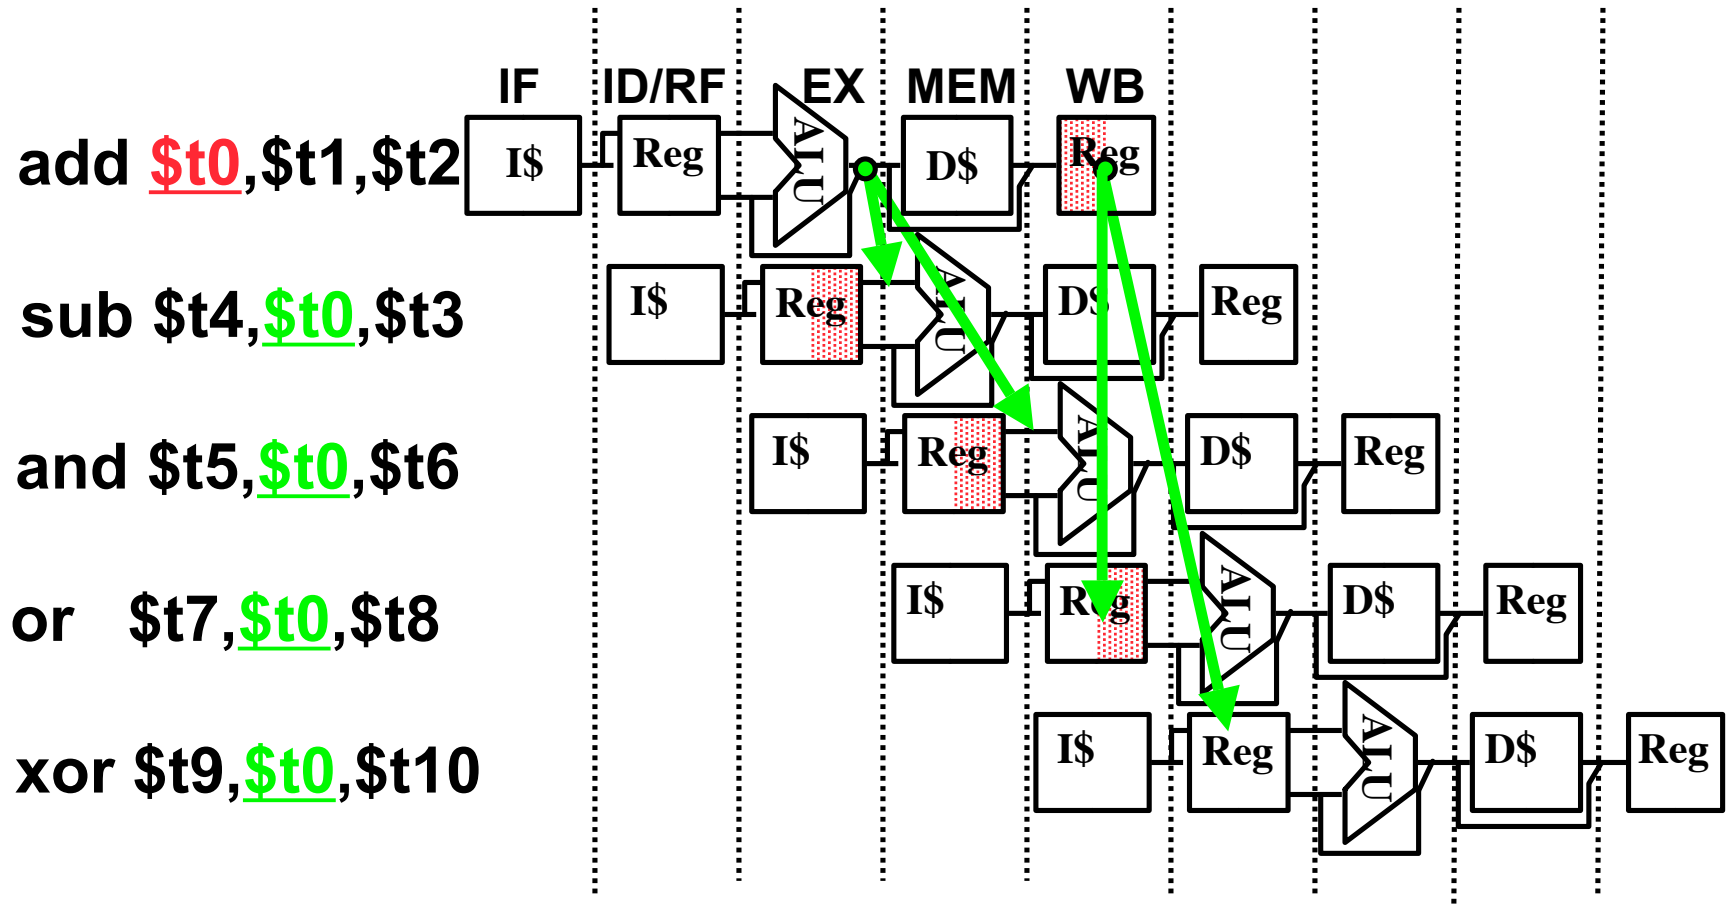 IF ID/RF EX MEM WB
add $t0,$t1,$t2 I$ Reg ALU D$ Reg
sub $t4,$t0,$t3 I$ Reg ALU D$ Reg
and $t5,$t0,$t6 I$ Reg ALU D$ Reg
or $t7,$t0,$t8 I$ Reg ALU D$ Reg
xor $t9,$t0,$t10 I$ Reg ALU D$ Reg